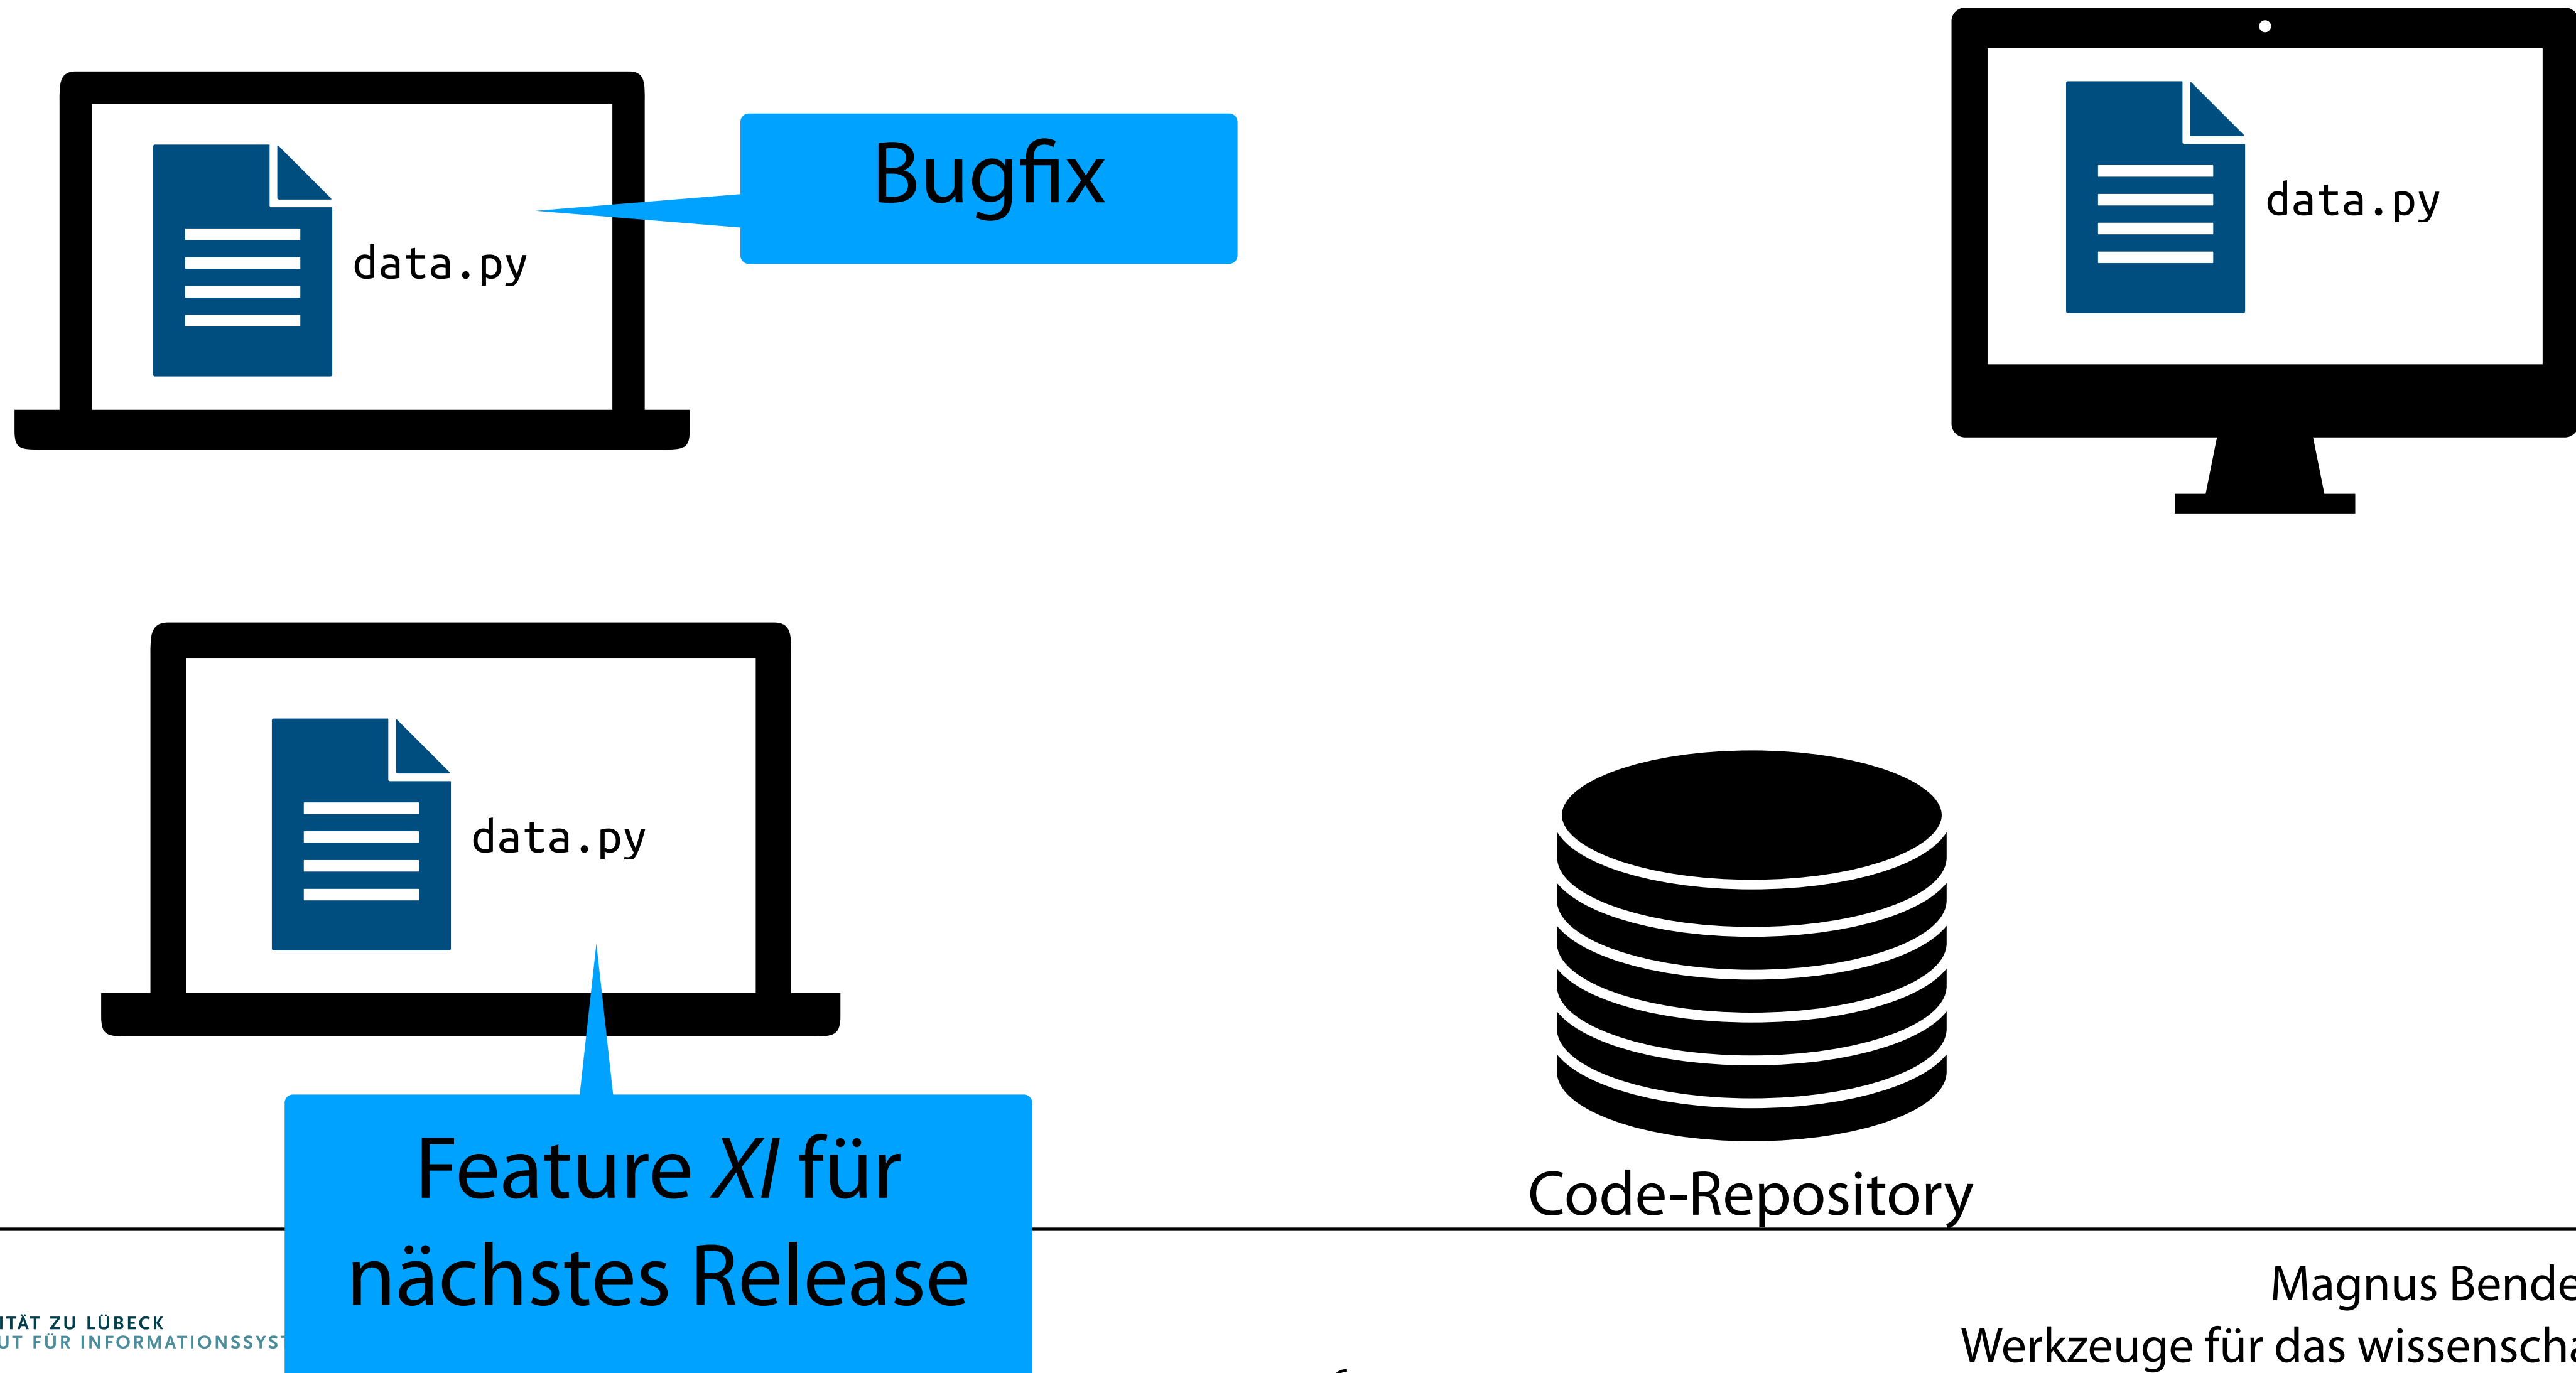 data.py
Bugfix
data.py
data.py
Feature XI für
nächstes Release
Code-Repository
Magnus Bende
Werkzeuge für das wissenscha
ITÄT ZU LÜBECK
UT FÜR INFORMATIONSSYS